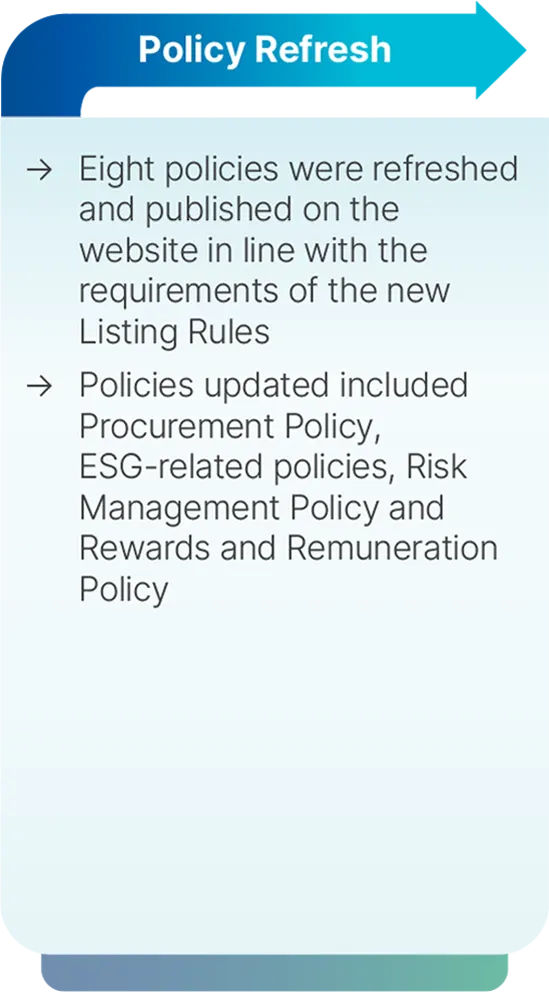 Policy Refresh
→ Eight policies were refreshed
and published on the
website in line with the
requirements of the new
Listing Rules
→ Policies updated included
Procurement Policy,
ESG-related policies, Risk
Management Policy and
Rewards and Remuneration
Policy